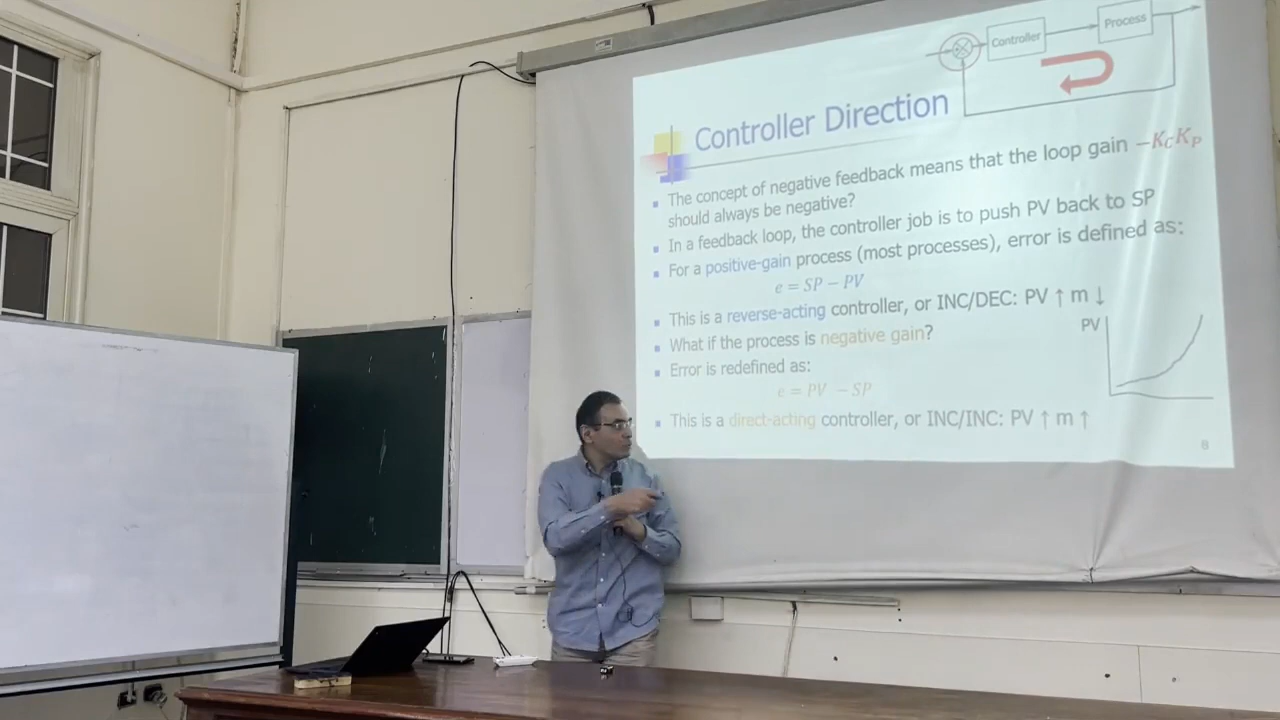 Controller
Process
Controller Direction
The concept of negative feedback means that the loop gain −K_C K_P
should always be negative?
In a feedback loop, the controller job is to push PV back to SP
For a positive-gain process (most processes), error is defined as:
e = SP − PV
This is a reverse-acting controller, or INC/DEC: PV ↑ m ↓
What if the process is negative gain?
PV
Error is redefined as:
e = PV − SP
This is a direct-acting controller, or INC/INC: PV ↑ m ↑
8